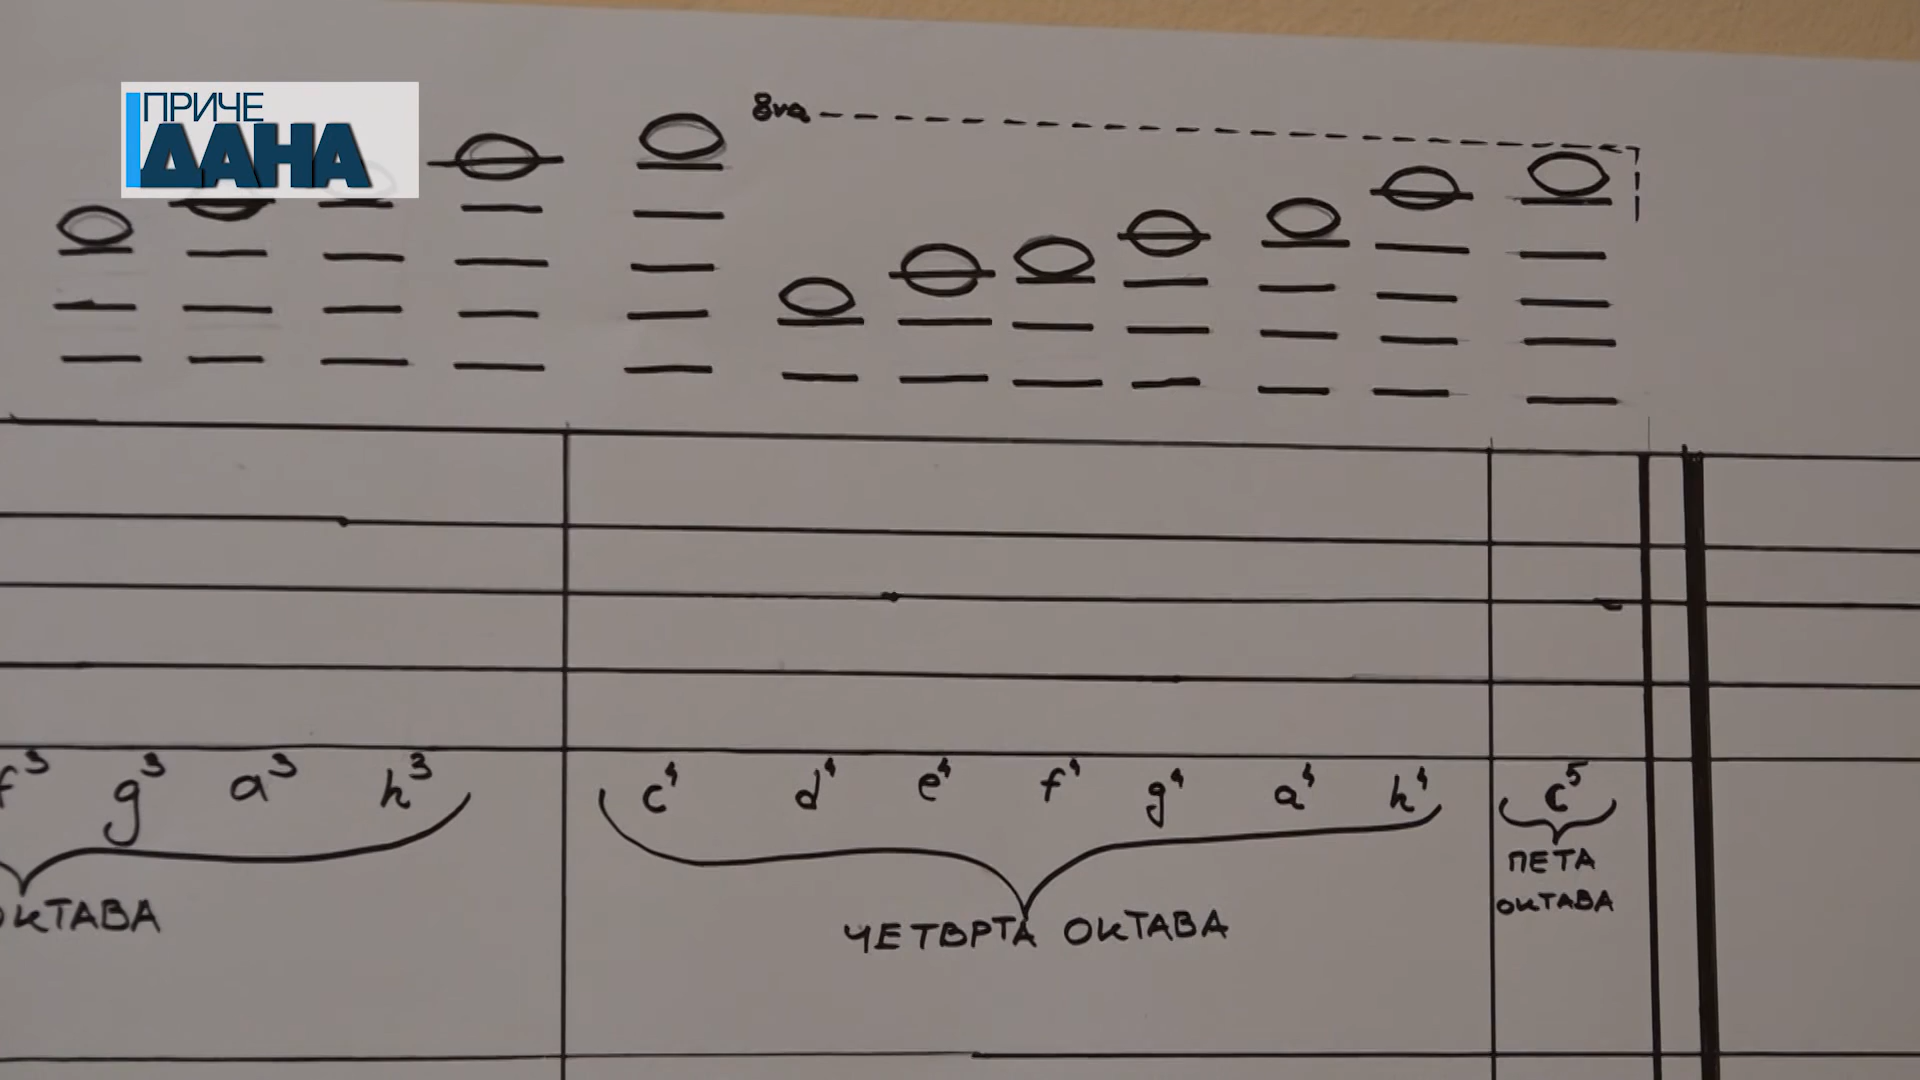 ПРИЧЕ
ДАНА
8va
f³ g³ a³ h³
c⁴ d⁴ e⁴ f⁴ g⁴ a⁴ h⁴
c⁵
ОКТАВА
ЧЕТВРТА ОКТАВА
ПЕТА
ОКТАВА